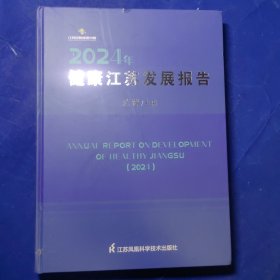 2024年
健康江苏发展报告
ANNUAL REPORT ON DEVELOPMENT
OF HEALTHY JIANGSU
(2024)
江苏凤凰科学技术出版社